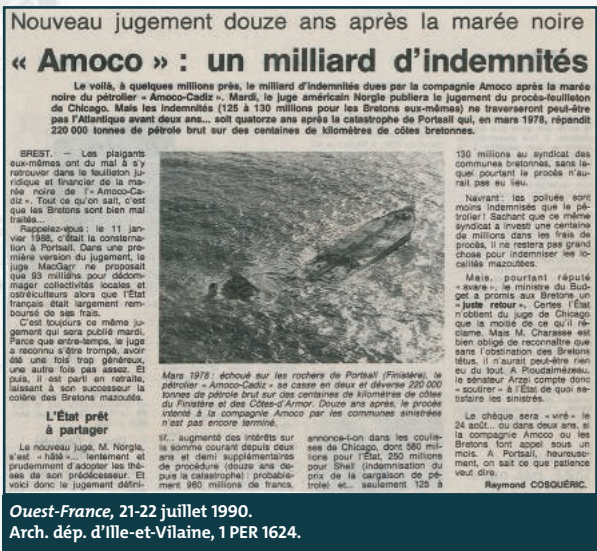 Nouveau jugement douze ans après la marée noire
« Amoco » : un milliard d'indemnités
Le voilà, à quelques millions près, le milliard d'indemnités dues par la compagnie Amoco après la marée
noire du pétrolier « Amoco-Cadiz ». Mardi, le juge américain Norgle publiera le jugement du procès-feuilleton
de Chicago. Mais les indemnités (125 à 130 millions pour les Bretons eux-mêmes) ne traverseront peut-être
pas l'Atlantique avant deux ans... soit quatorze ans après la catastrophe de Portsall qui, en mars 1978, répandit
220 000 tonnes de pétrole brut sur des centaines de kilomètres de côtes bretonnes.
BREST. — Les plaigants
eux-mêmes ont du mal à s'y
retrouver dans le feuilleton ju-
ridique et financier de la ma-
rée noire de l'« Amoco-Ca-
diz ». Tout ce qu'on sait, c'est
que les Bretons sont bien mal
traités...
Rappelez-vous : le 11 jan-
vier 1988, c'était la consterna-
tion à Portsall. Dans une pre-
mière version du jugement, le
juge MacGarr ne proposait
que 93 millions pour dédom-
mager collectivités locales et
ostréiculteurs alors que l'État
français était largement rem-
boursé de ses frais.
C'est toujours ce même ju-
gement qui sera publié mardi.
Parce que entre-temps, le juge
a reconnu s'être trompé, avoir
été une fois trop généreux,
une autre fois pas assez. Et
puis, il est parti en retraite,
laissant à son successeur la
colère des Bretons mazoutés.
L'État prêt
à partager
Le nouveau juge, M. Norgle,
s'est « hâté »... lentement et
prudemment d'adopter les thè-
ses de son prédécesseur. Et
voici donc le jugement défini-
Mars 1978 : échoué sur les rochers de Portsall (Finistère), le
pétrolier « Amoco-Cadiz » se casse en deux et déverse 220 000
tonnes de pétrole brut sur des centaines de kilomètres de côtes
du Finistère et des Côtes-d'Armor. Douze ans après, le procès
intenté à la compagnie Amoco par les communes sinistrées
n'est pas encore terminé.
tif... augmenté des intérêts sur
la somme courant depuis deux
ans et demi supplémentaires
de procédure (douze ans de-
puis la catastrophe) : probable-
ment 960 millions de francs,
annonce-t-on dans les coulis-
ses de Chicago, dont 580 mil-
lions pour l'État, 250 millions
pour Shell (indemnisation du
prix de la cargaison de pé-
trole) et... seulement 125 à
130 millions au syndicat des
communes bretonnes, sans le-
quel pourtant le procès n'au-
rait pas eu lieu.
Navrant : les pollués sont
moins indemnisés que le pé-
trolier ! Sachant que ce même
syndicat a investi une centaine
de millions dans les frais de
procès, il ne restera pas grand
chose pour indemniser les lo-
calités mazoutées.
Mais, pourtant réputé
« avare », le ministre du Bud-
get a promis aux Bretons un
« juste retour ». Certes l'État
n'obtient du juge de Chicago
que la moitié de ce qu'il ré-
clame. Mais M. Charasse est
bien obligé de reconnaître que
sans l'obstination des Bretons
têtus, il n'aurait peut-être rien
eu du tout. A Ploudalmézeau,
le sénateur Arzel compte donc
« soutirer » à l'État de quoi sa-
tisfaire les sinistrés.
Le chèque sera « viré » le
24 août... ou dans deux ans, si
la compagnie Amoco ou les
Bretons font appel sous un
mois. A Portsall, heureuse-
ment, on sait ce que patience
veut dire...
Raymond COSQUÉRIC.
Ouest-France, 21-22 juillet 1990.
Arch. dép. d'Ille-et-Vilaine, 1 PER 1624.